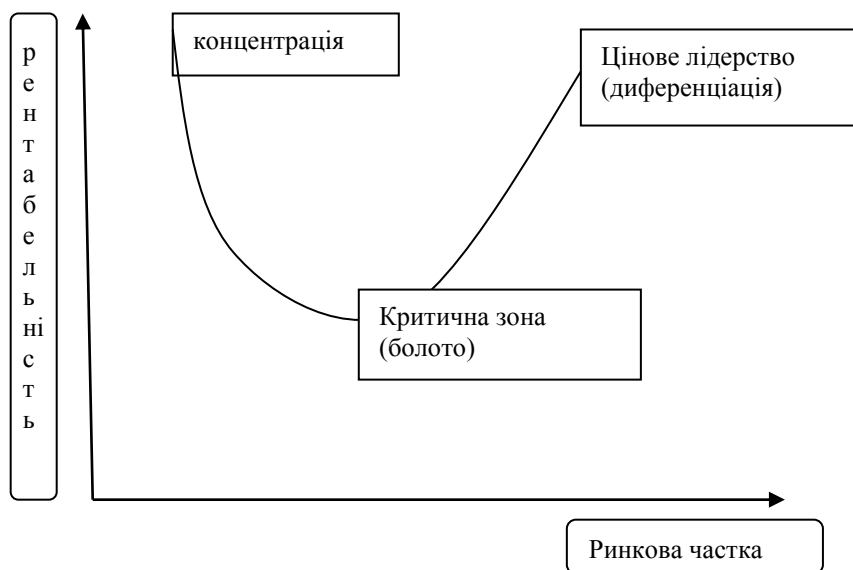 рентабельність
концентрація
Цінове лідерство
(диференціація)
Критична зона
(болото)
Ринкова частка